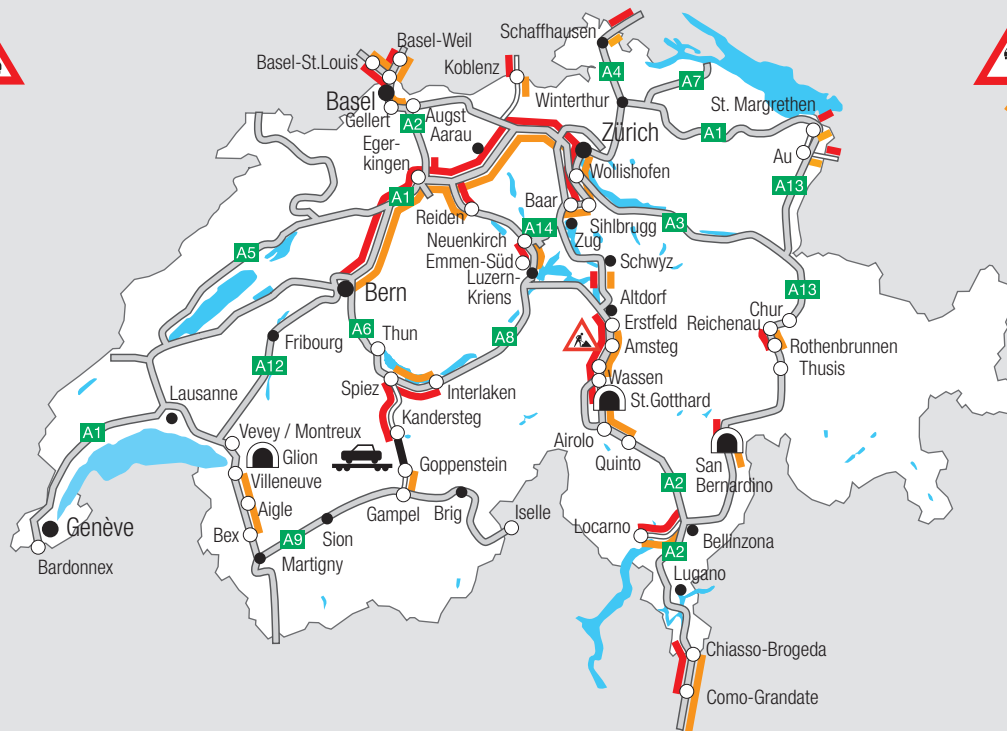 Schaffhausen
Basel-Weil
Basel-St.Louis
Koblenz
A4
A7
Basel
Winterthur
St. Margrethen
Gellert
A2
Augst
Aarau
Zürich
A1
Eger-
kingen
Au
Wollishofen
A13
A1
Baar
Reiden
A14
Sihlbrugg
A3
Neuenkirch
Zug
A5
Emmen-Süd
Schwyz
Luzern-
Kriens
Bern
A13
Altdorf
Chur
Erstfeld
Reichenau
A6
Thun
A8
Amsteg
Rothenbrunnen
Fribourg
A12
Thusis
Wassen
Spiez
Interlaken
Lausanne
St.Gotthard
Kandersteg
A1
Vevey / Montreux
Airolo
Glion
Quinto
San
Bernardino
Goppenstein
Villeneuve
A2
Aigle
Gampel
Brig
Iselle
Locarno
Genève
Bex
A9
Sion
Bellinzona
A2
Martigny
Bardonnex
Lugano
Chiasso-Brogeda
Como-Grandate